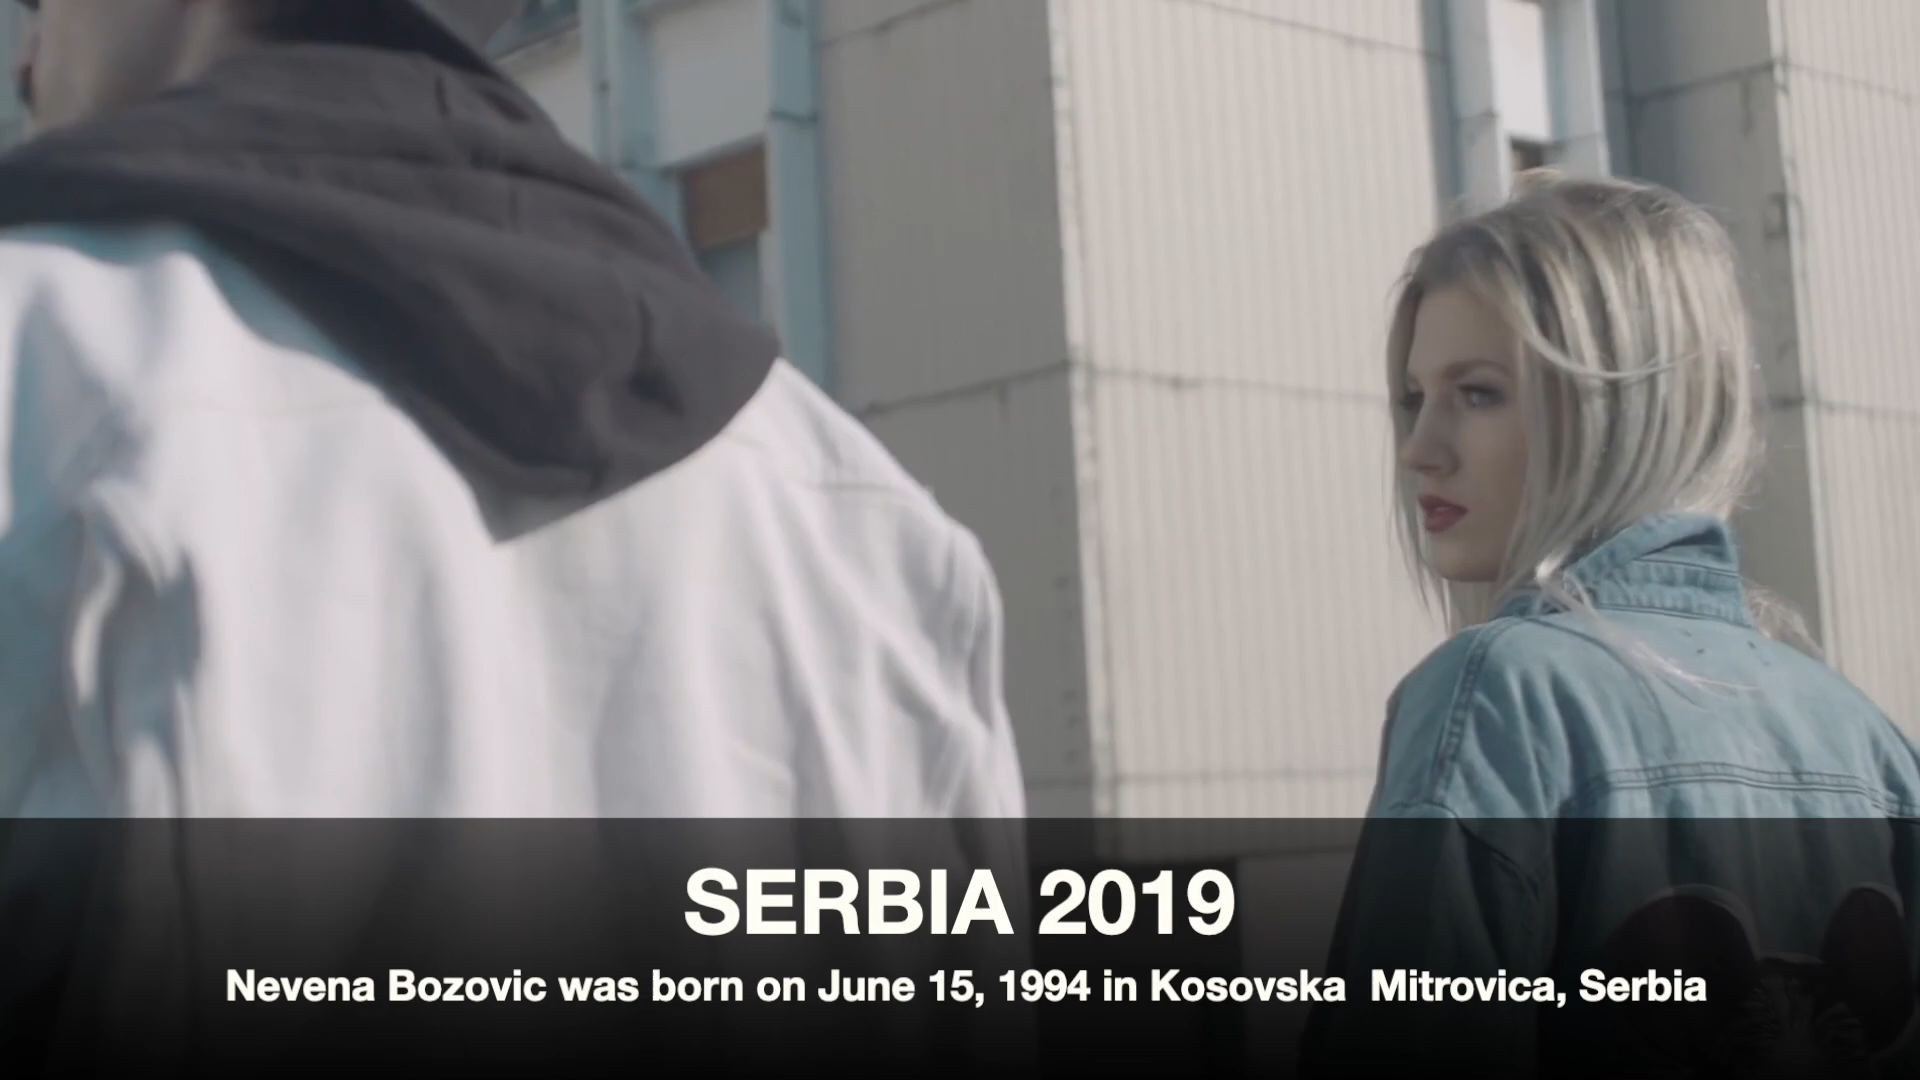 SERBIA 2019
Nevena Bozovic was born on June 15, 1994 in Kosovska  Mitrovica, Serbia